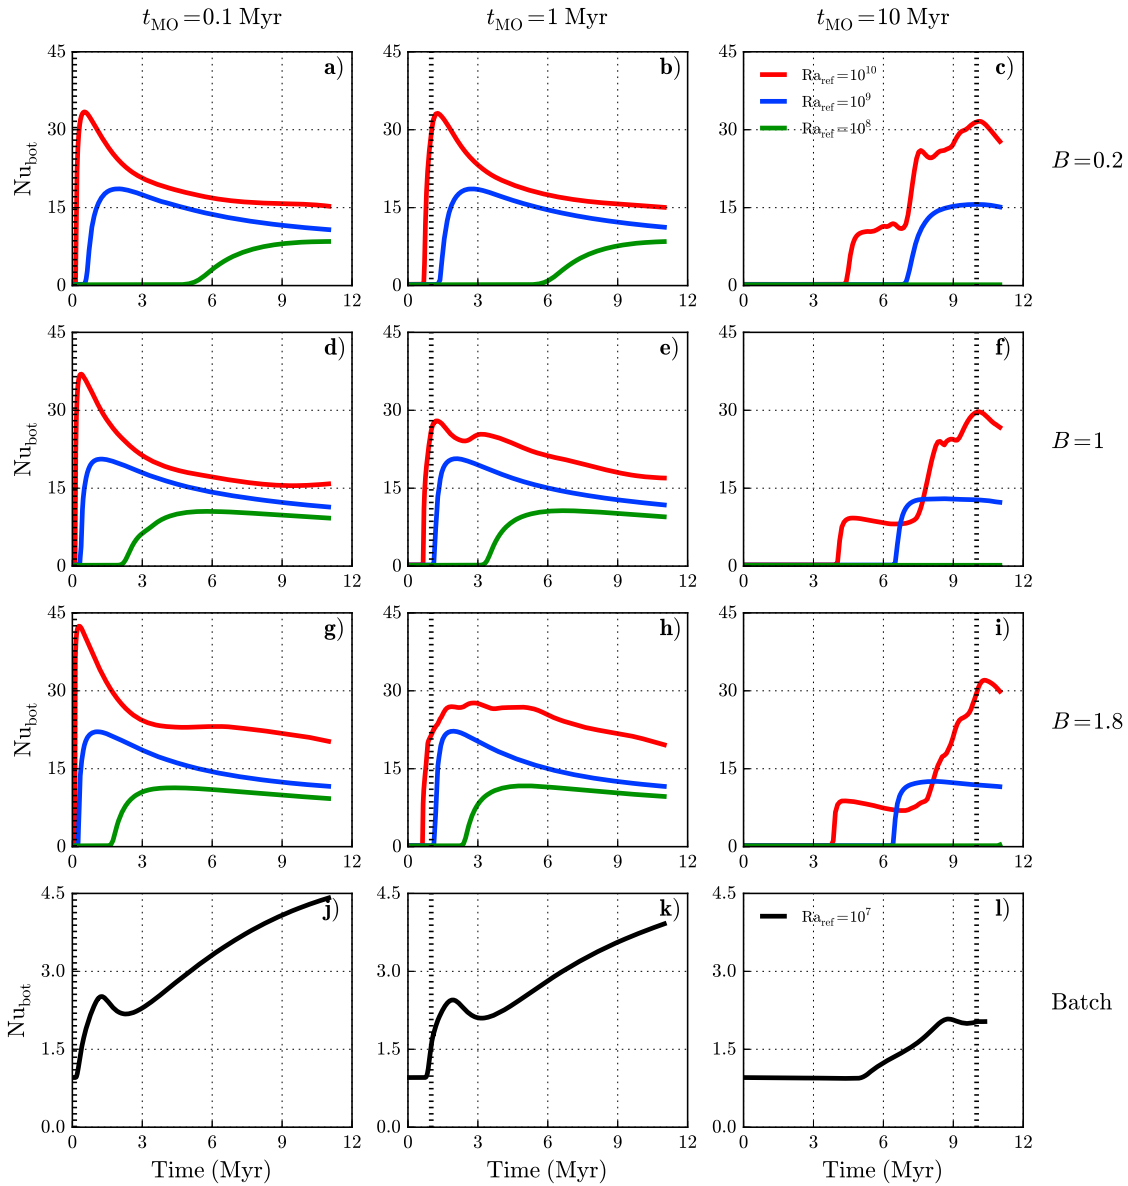 t_MO = 0.1 Myr
t_MO = 1 Myr
t_MO = 10 Myr
45
30
15
0
Nu_bot
a)
0 3 6 9 12
45
30
15
0
b)
0 3 6 9 12
45
30
15
0
c)
Ra_ref = 10^10
Ra_ref = 10^9
Ra_ref = 10^8
0 3 6 9 12
B = 0.2
45
30
15
0
Nu_bot
d)
0 3 6 9 12
45
30
15
0
e)
0 3 6 9 12
45
30
15
0
f)
0 3 6 9 12
B = 1
45
30
15
0
Nu_bot
g)
0 3 6 9 12
45
30
15
0
h)
0 3 6 9 12
45
30
15
0
i)
0 3 6 9 12
B = 1.8
4.5
3.0
1.5
0.0
Nu_bot
j)
0 3 6 9 12
Time (Myr)
4.5
3.0
1.5
0.0
k)
0 3 6 9 12
Time (Myr)
4.5
3.0
1.5
0.0
l)
Ra_ref = 10^7
0 3 6 9 12
Time (Myr)
Batch